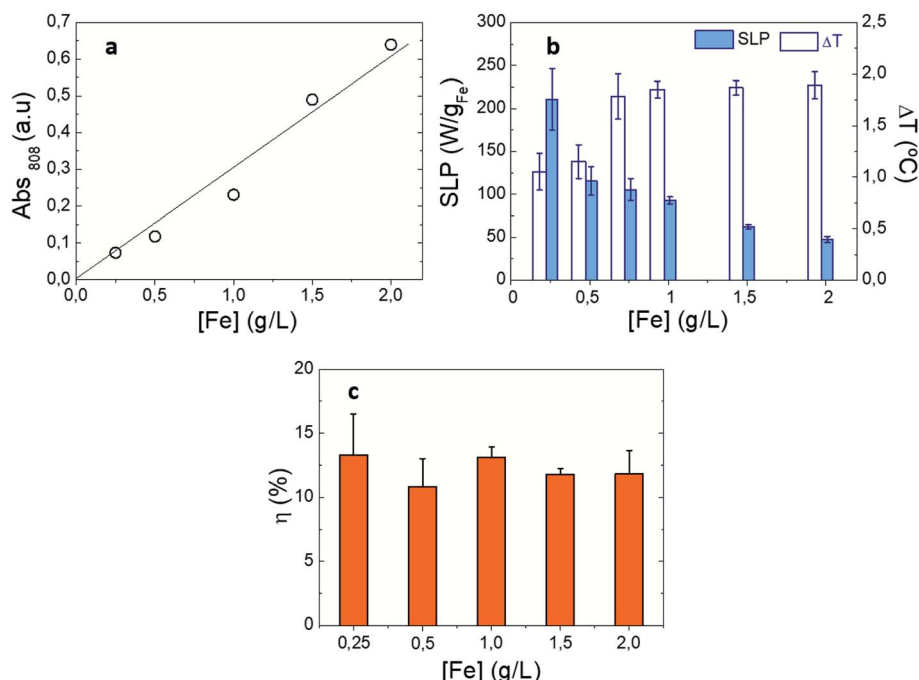 a
0,7
0,6
0,5
0,4
0,3
0,2
0,1
0,0
Abs 808 (a.u)
0,0 0,5 1,0 1,5 2,0
[Fe] (g/L)
b
SLP ΔT
300
250
200
150
100
50
0
SLP (W/gFe)
2,5
2,0
1,5
1,0
0,5
0,0
ΔT (ºC)
0 0,5 1 1,5 2
[Fe] (g/L)
c
20
15
10
5
0
η (%)
0,25 0,5 1,0 1,5 2,0
[Fe] (g/L)